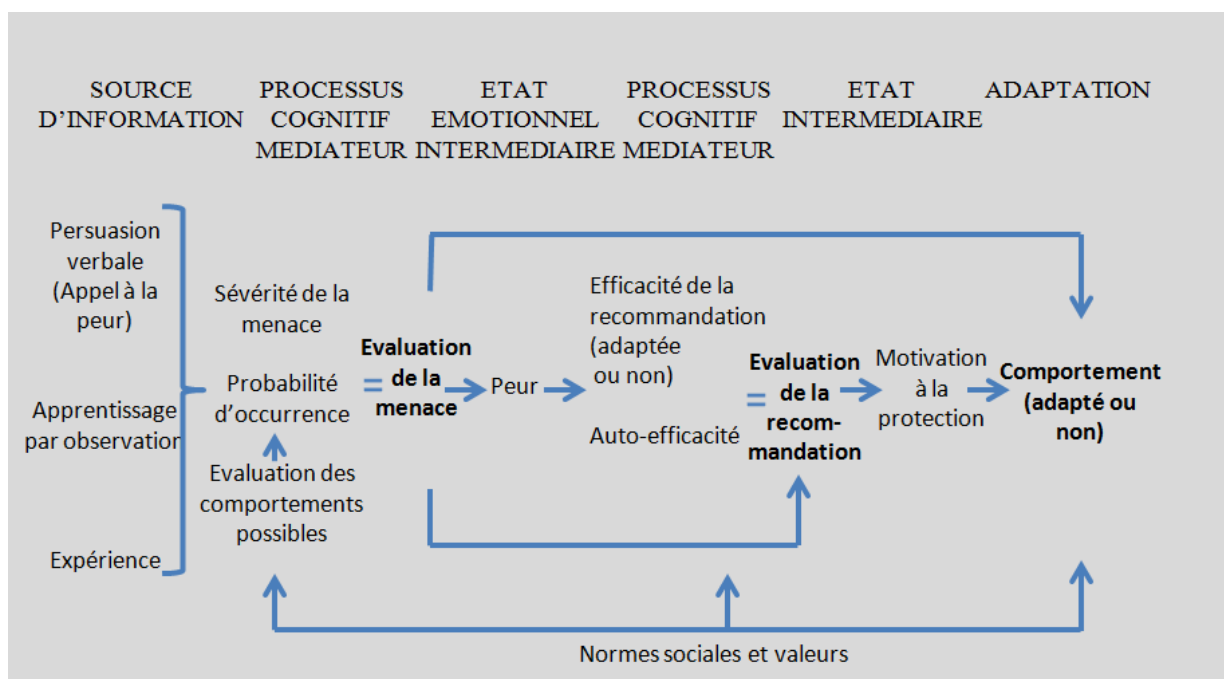 SOURCE
D’INFORMATION
PROCESSUS
COGNITIF
MEDIATEUR
ETAT
EMOTIONNEL
INTERMEDIAIRE
PROCESSUS
COGNITIF
MEDIATEUR
ETAT
INTERMEDIAIRE
ADAPTATION
Persuasion
verbale
(Appel à la
peur)
Apprentissage
par observation
Expérience
Sévérité de la
menace
Probabilité
d’occurrence
Evaluation des
comportements
possibles
=
Evaluation
de la
menace
Peur
Efficacité de la
recommandation
(adaptée
ou non)
Auto-efficacité
=
Evaluation
de la
recom-
mandation
Motivation
à la
protection
Comportement
(adapté ou
non)
Normes sociales et valeurs